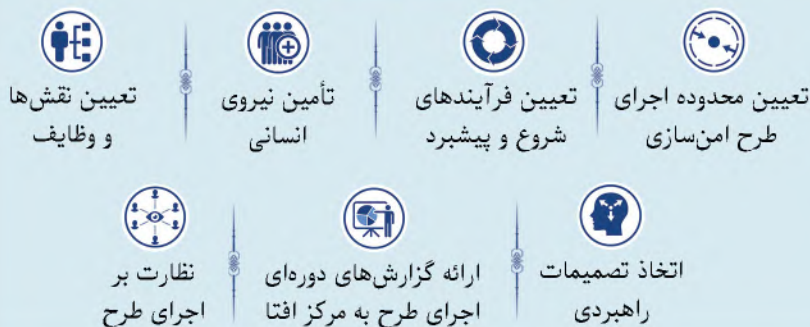 تعیین محدوده اجرای
طرح امن‌سازی
تعیین فرآیندهای
شروع و پیشبرد
تأمین نیروی
انسانی
تعیین نقش‌ها
و وظایف
اتخاذ تصمیمات
راهبردی
ارائه گزارش‌های دوره‌ای
اجرای طرح به مرکز افتا
نظارت بر
اجرای طرح